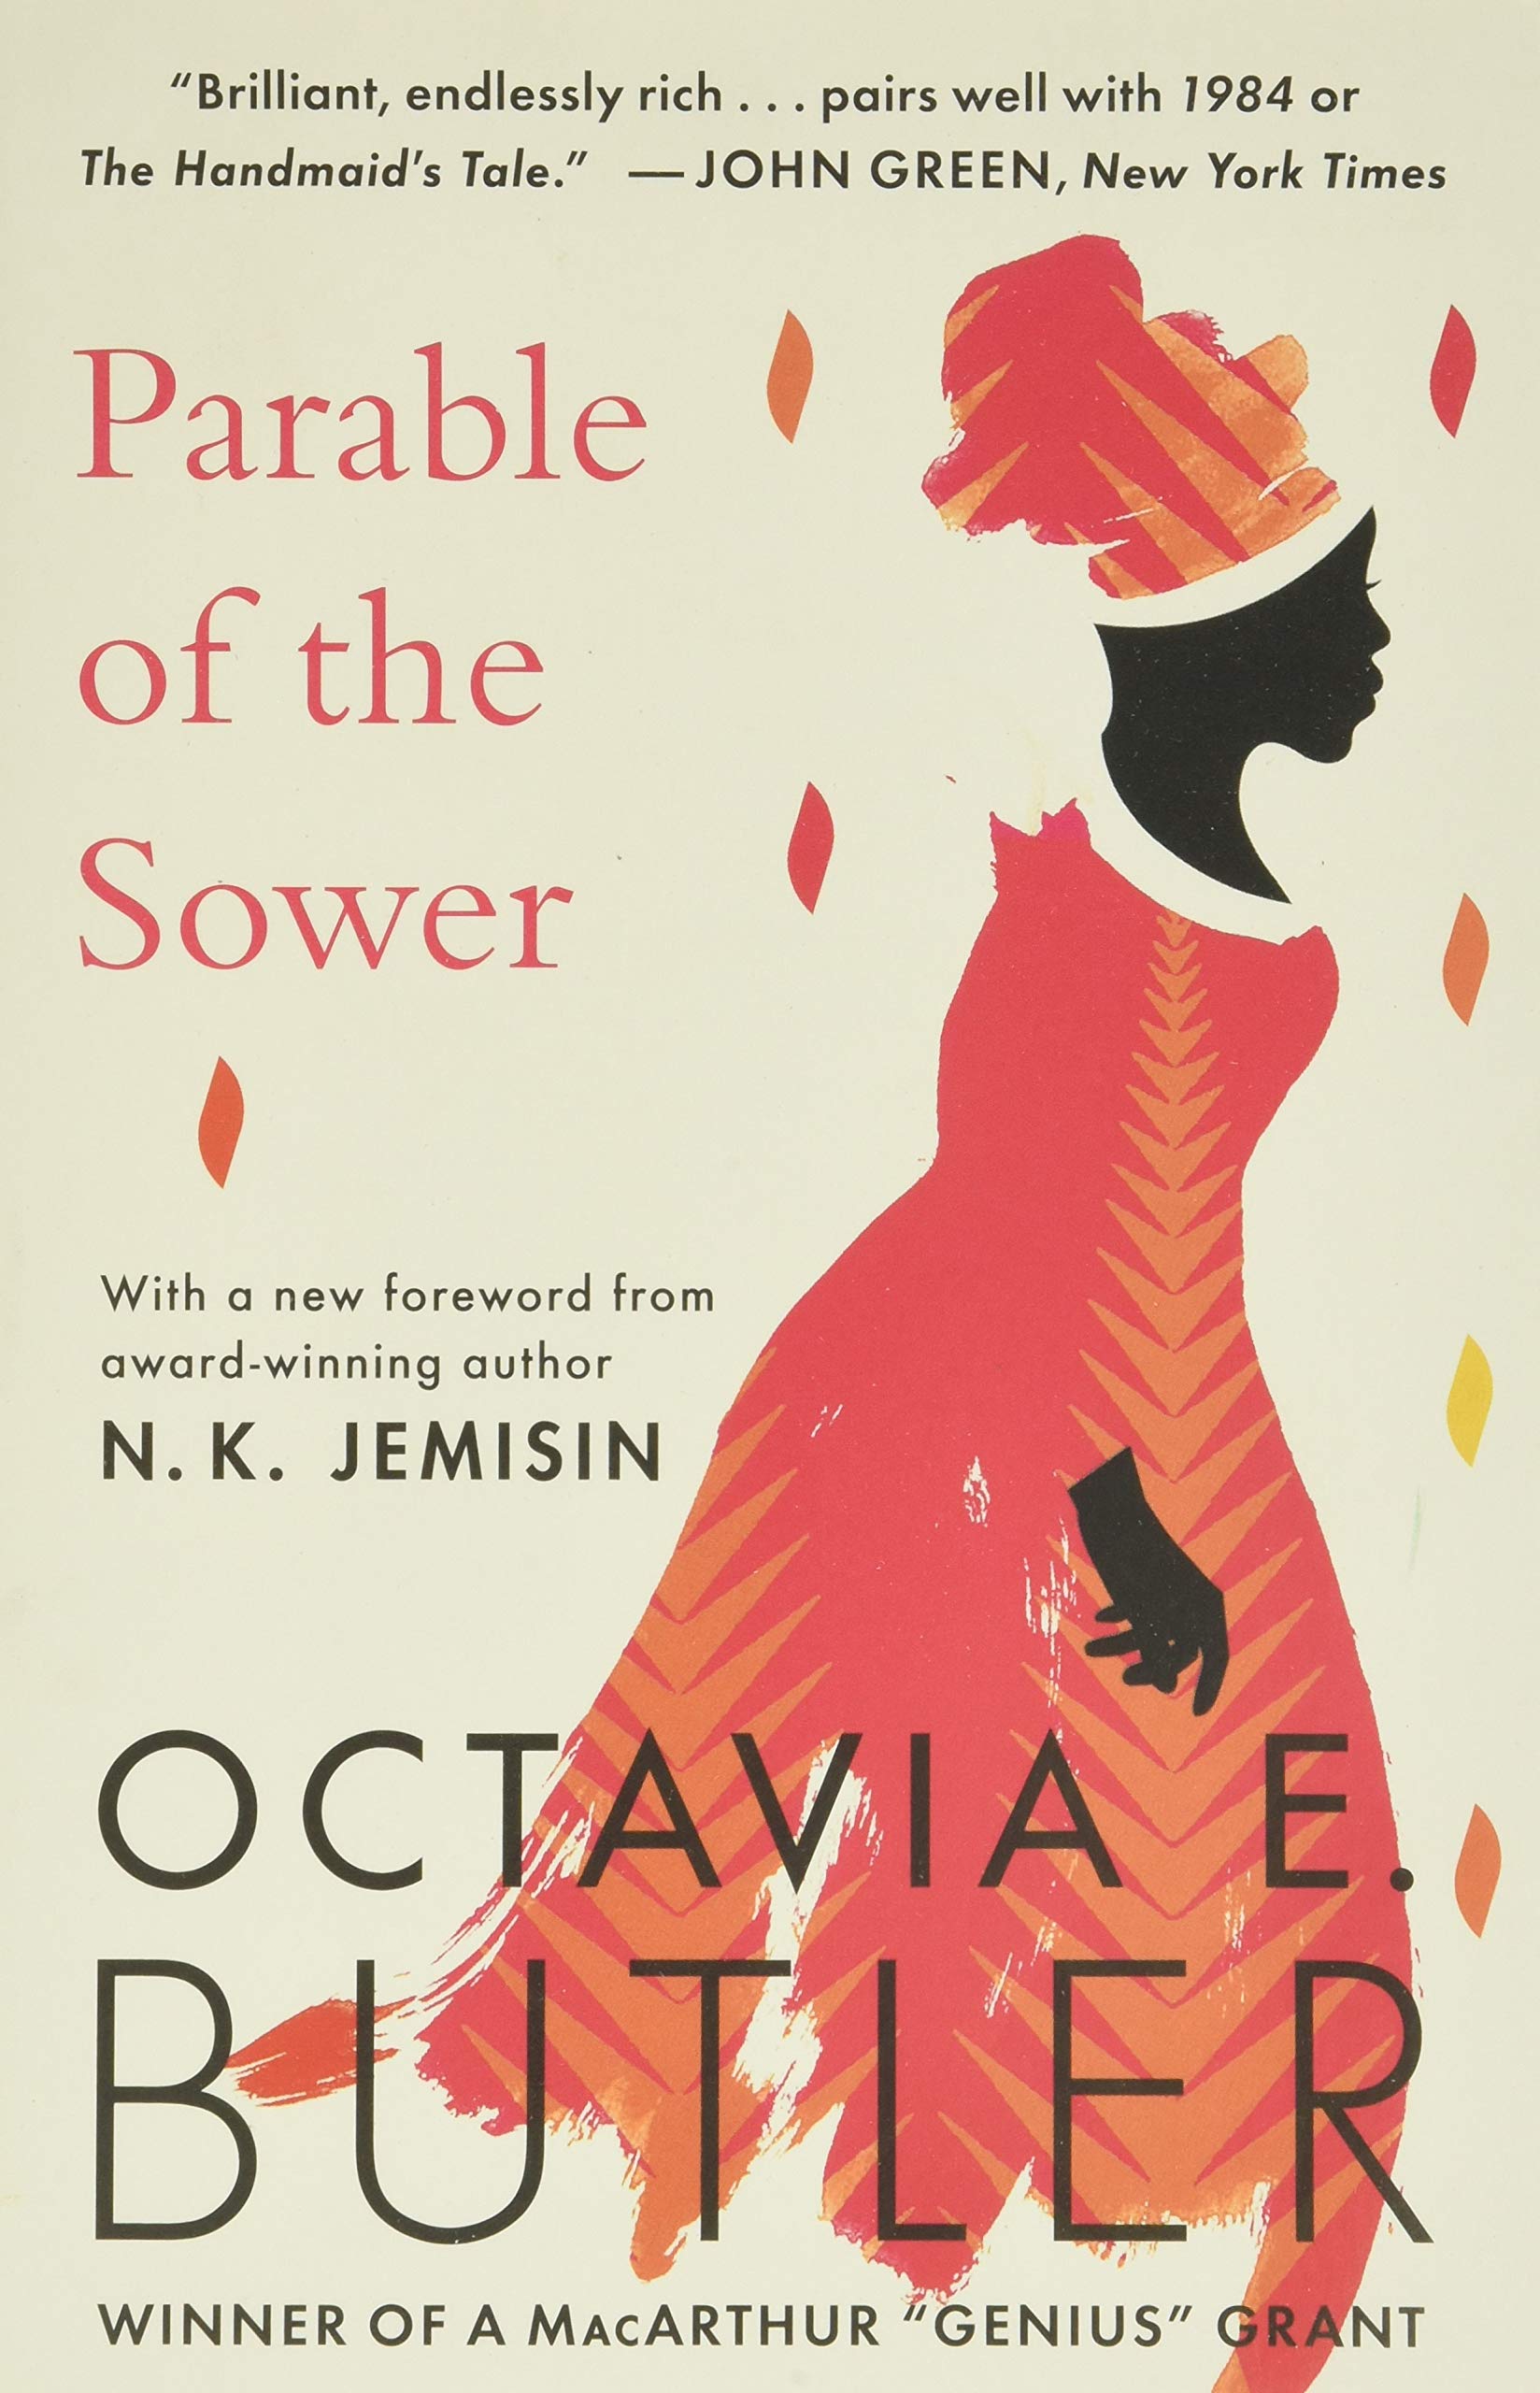 “Brilliant, endlessly rich . . . pairs well with 1984 or
The Handmaid's Tale.” —JOHN GREEN, New York Times
Parable
of the
Sower
With a new foreword from
award-winning author
N. K. JEMISIN
OCTAVIA E.
BUTLER
WINNER OF A MACARTHUR “GENIUS” GRANT